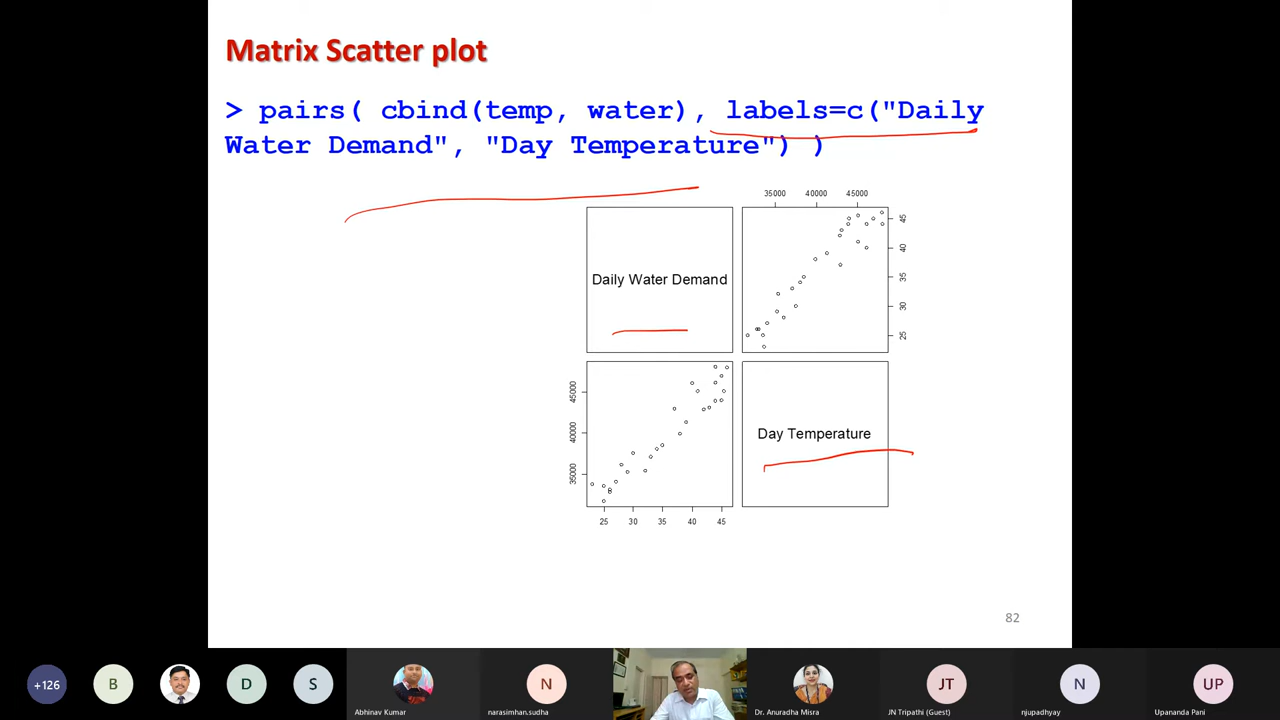 Matrix Scatter plot
> pairs( cbind(temp, water), labels=c("Daily
Water Demand", "Day Temperature") )
35000 40000 45000
Daily Water Demand
45
40
35
30
25
45000
40000
35000
Day Temperature
25 30 35 40 45
82
+126 B D S N JT N UP
Abhinav Kumar narasimhan.sudha Dr. Anuradha Misra JN Tripathi (Guest) njupadhyay Upananda Pani